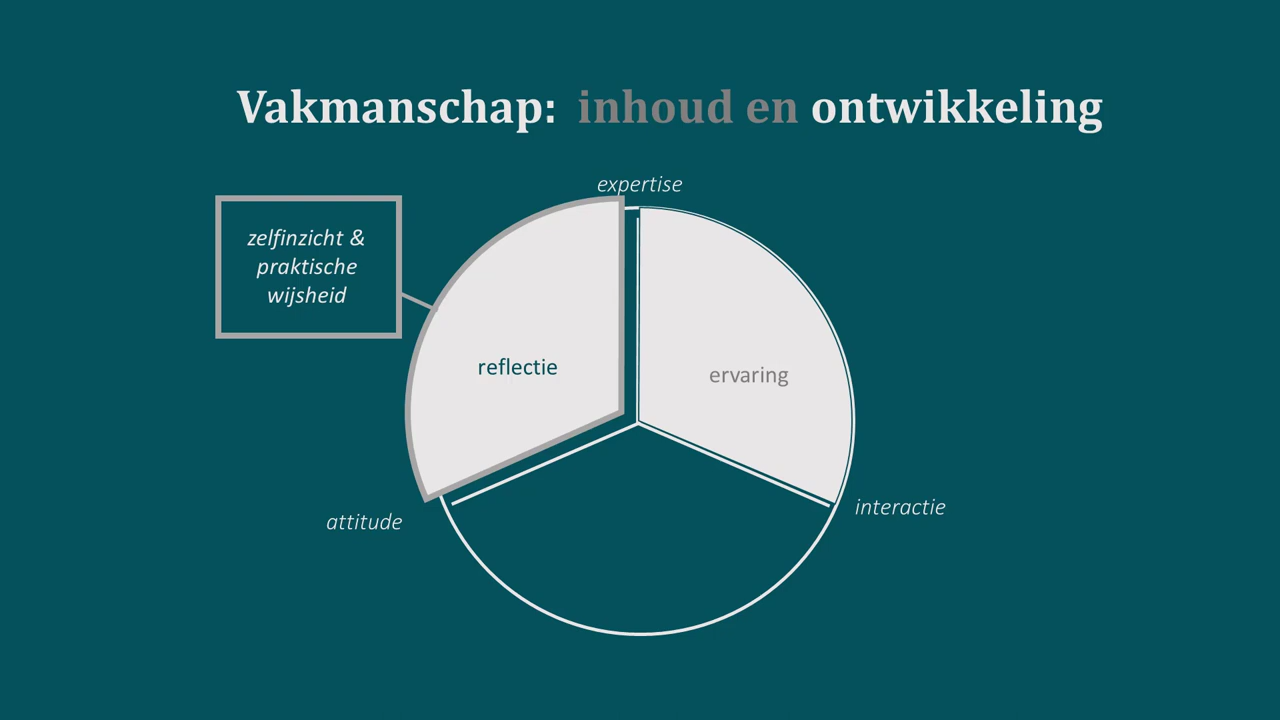 Vakmanschap: inhoud en ontwikkeling
expertise
zelfinzicht &
praktische
wijsheid
reflectie
ervaring
attitude
interactie